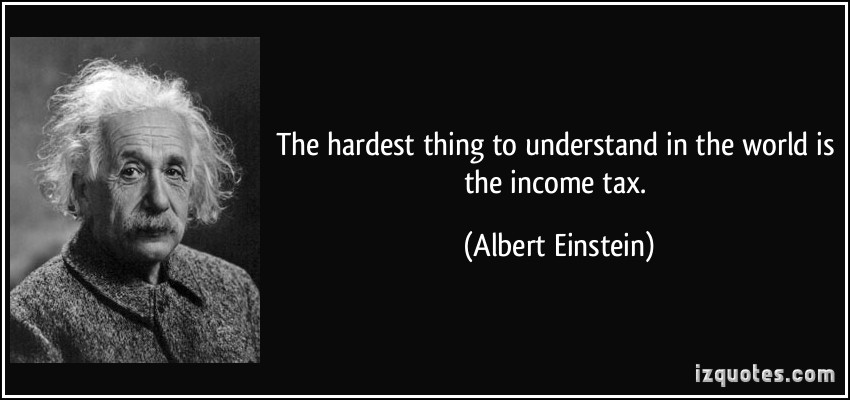 The hardest thing to understand in the world is
the income tax.
(Albert Einstein)
izquotes.com